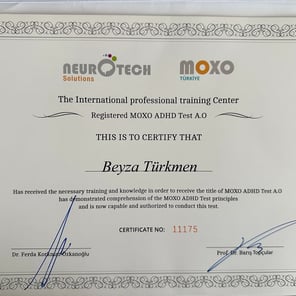 NEUROTECH
Solutions
MOXO
TÜRKİYE
The International professional training Center
Registered MOXO ADHD Test A.O
THIS IS TO CERTIFY THAT
Beyza Türkmen
Has received the necessary training and knowledge in order to receive the title of MOXO ADHD Test A.O
has demonstrated comprehension of the MOXO ADHD Test principles
and is now capable and authorized to conduct this test.
CERTIFICATE NO: 11175
Dr. Ferda Korkmaz Özkanoğlu
Prof. Dr. Barış Topçular